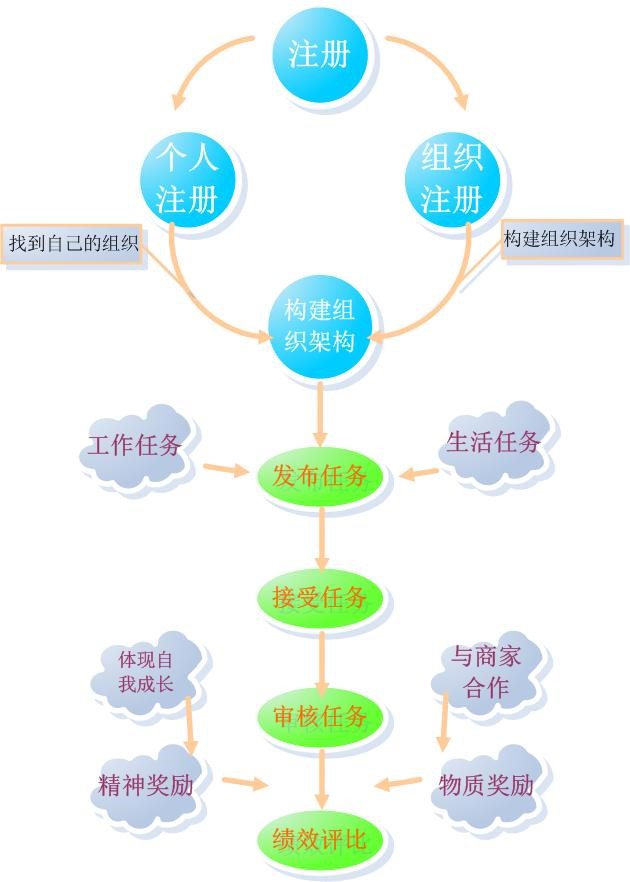 注册
个人
注册
组织
注册
找到自己的组织
构建组织架构
构建组
织架构
工作任务
生活任务
发布任务
接受任务
体现自
我成长
与商家
合作
审核任务
精神奖励
物质奖励
绩效评比